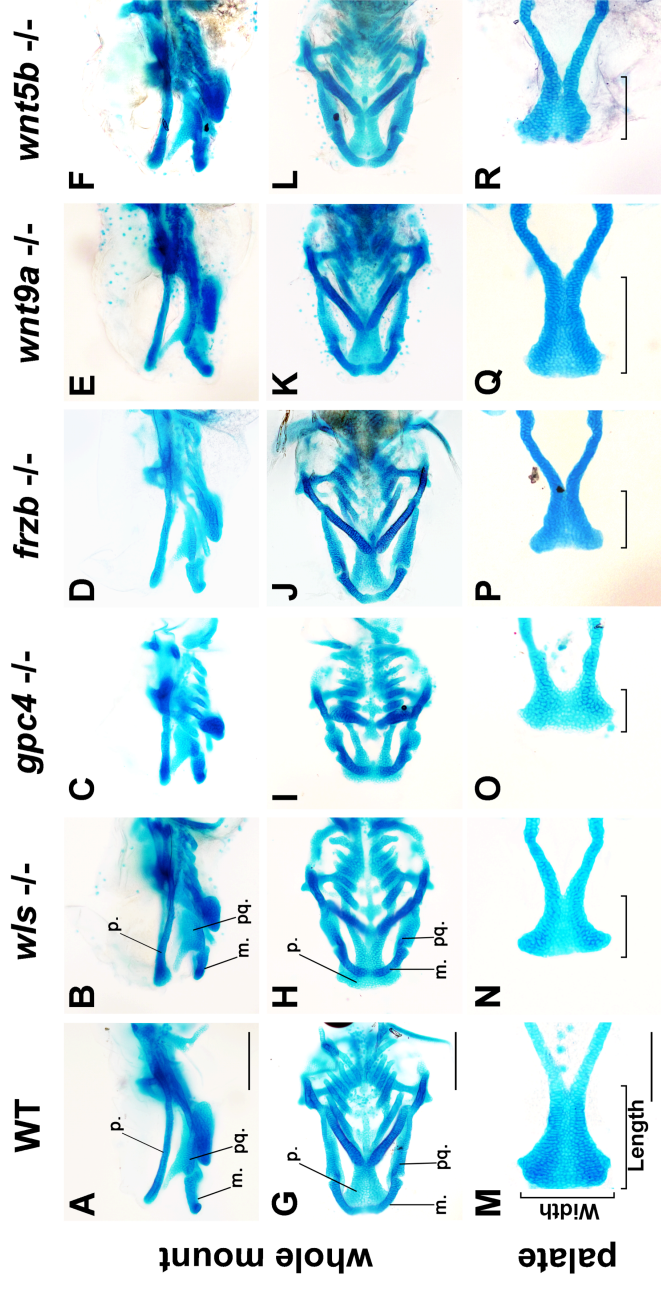 WT
wls -/-
gpc4 -/-
frzb -/-
wnt9a -/-
wnt5b -/-
whole mount
A
p.
pq.
m.
B
p.
pq.
m.
C
D
E
F
G
p.
pq.
m.
H
p.
pq.
m.
I
J
K
L
palate
M
Width
Length
N
O
P
Q
R